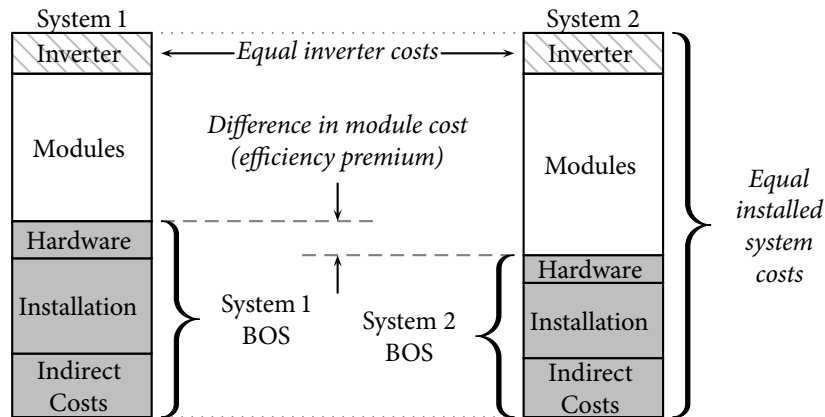 System 1
System 2
Inverter
Equal inverter costs
Inverter
Modules
Difference in module cost
(efficiency premium)
Modules
Equal
installed
system
costs
Hardware
Hardware
Installation
System 1
BOS
System 2
BOS
Installation
Indirect
Costs
Indirect
Costs